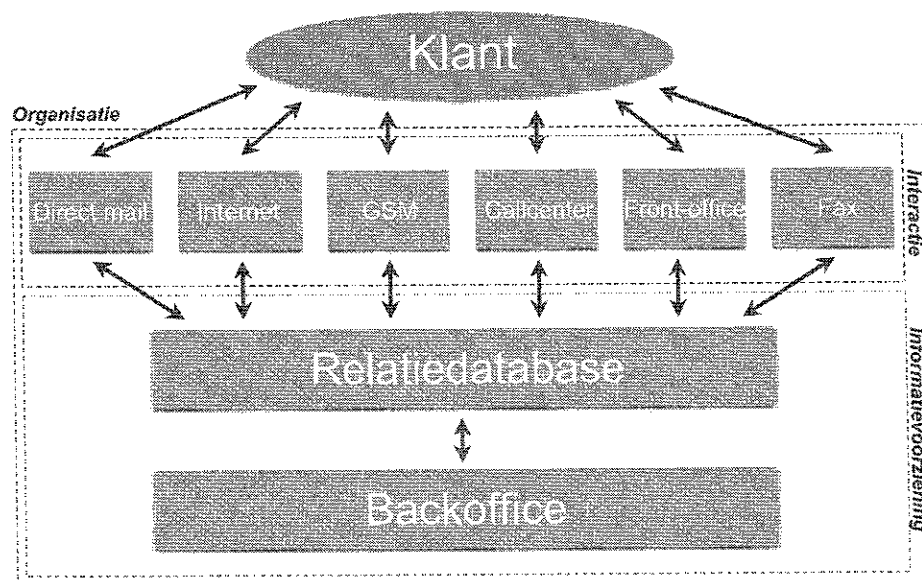 Klant
Organisatie
Direct mail
Internet
GSM
Callcenter
Front-office
Fax
Interactie
Relatiedatabase
Informatievoorziening
Backoffice